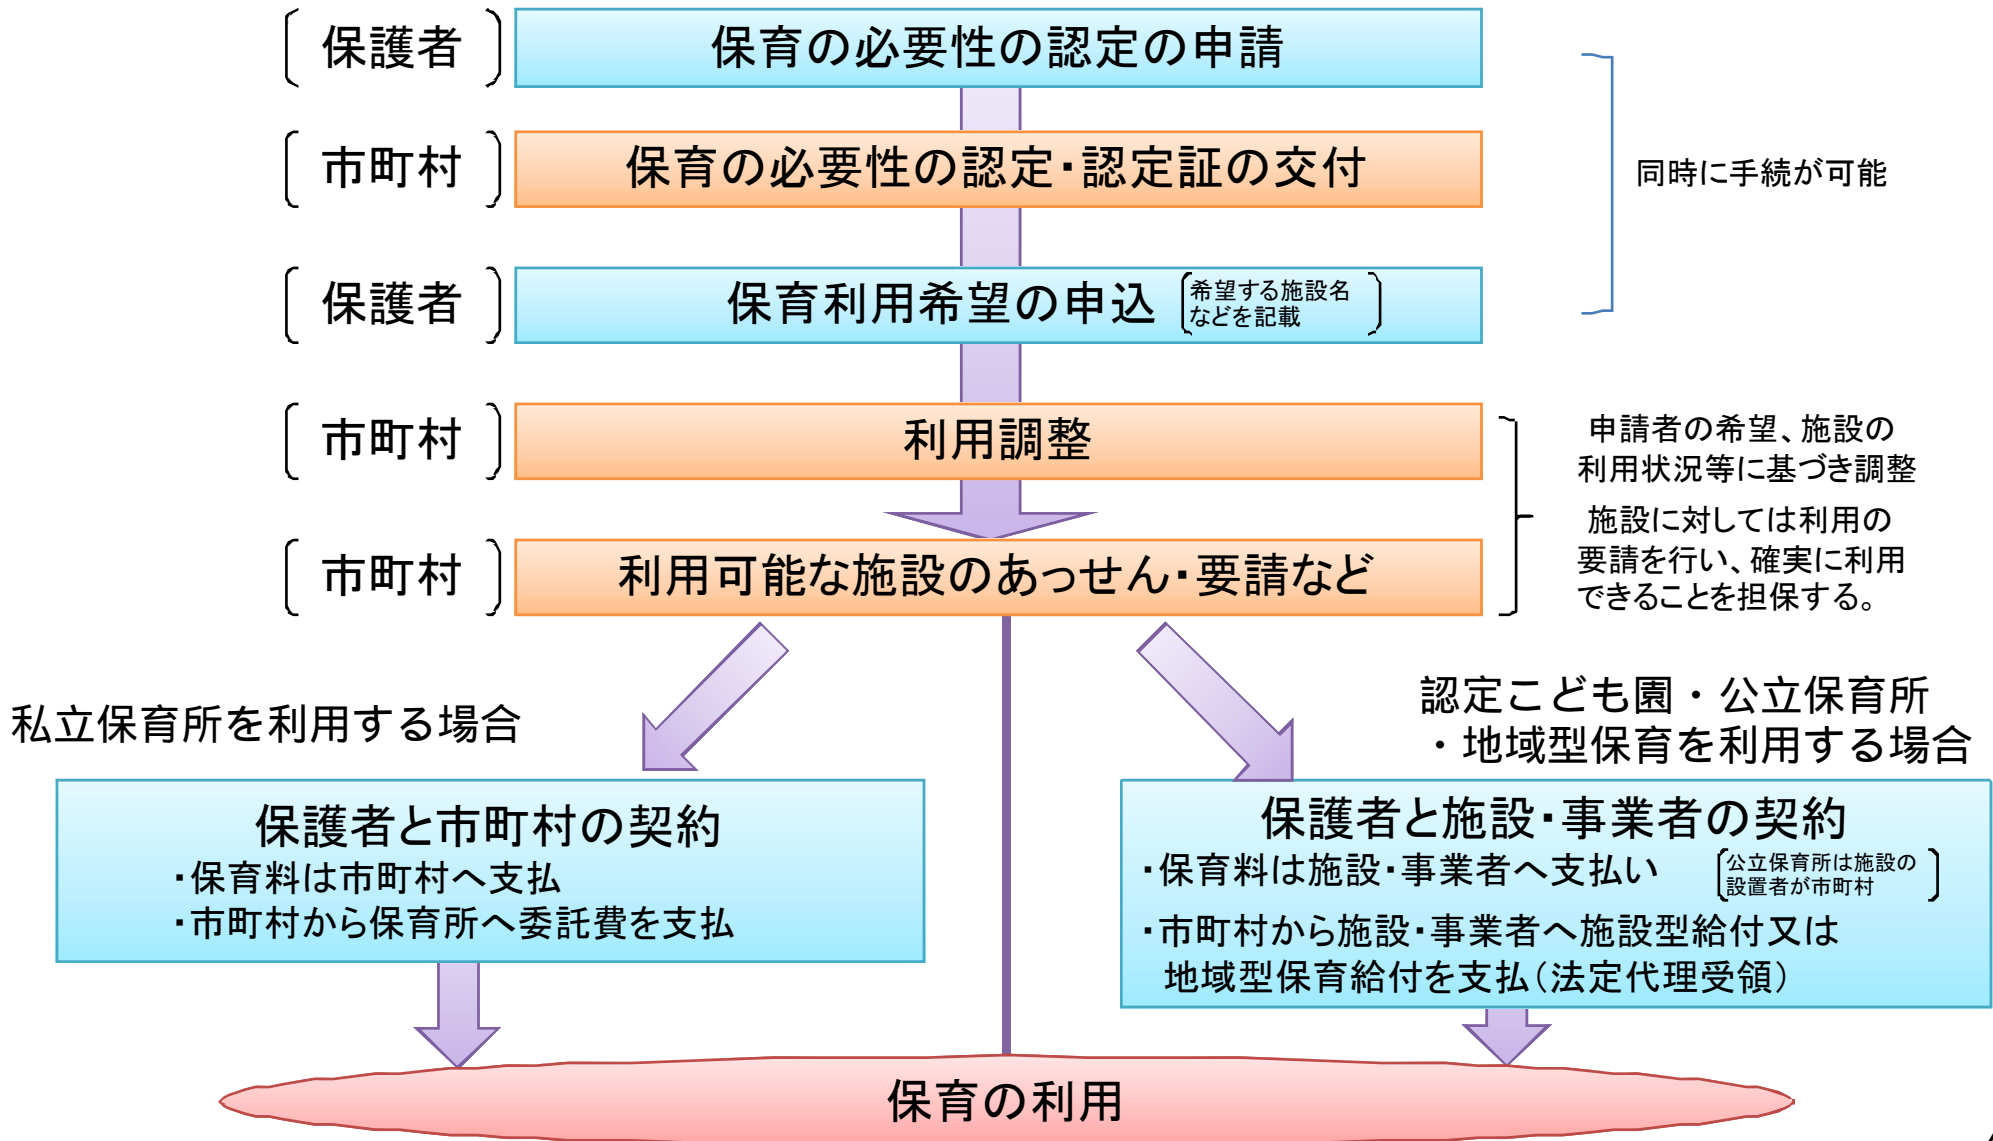 保護者
保育の必要性の認定の申請
市町村
保育の必要性の認定・認定証の交付
同時に手続が可能
保護者
保育利用希望の申込
希望する施設名
などを記載
市町村
利用調整
申請者の希望、施設の
利用状況等に基づき調整
施設に対しては利用の
要請を行い、確実に利用
できることを担保する。
市町村
利用可能な施設のあっせん・要請など
私立保育所を利用する場合
認定こども園・公立保育所
・地域型保育を利用する場合
保護者と市町村の契約
・保育料は市町村へ支払
・市町村から保育所へ委託費を支払
保護者と施設・事業者の契約
・保育料は施設・事業者へ支払い
公立保育所は施設の
設置者が市町村
・市町村から施設・事業者へ施設型給付又は
地域型保育給付を支払(法定代理受領)
保育の利用